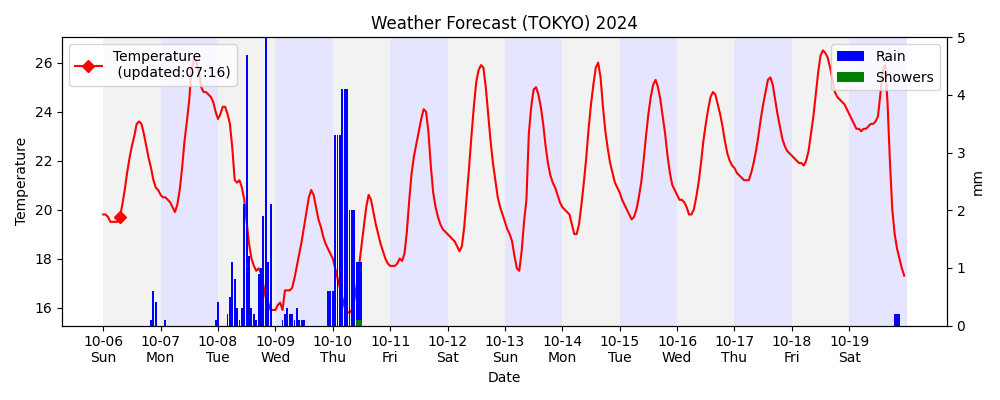 Weather Forecast (TOKYO) 2024
Temperature
(updated:07:16)
Rain
Showers
Temperature
26
24
22
20
18
16
5
4
3
2
1
0
mm
10-06 10-07 10-08 10-09 10-10 10-11 10-12 10-13 10-14 10-15 10-16 10-17 10-18 10-19
Sun Mon Tue Wed Thu Fri Sat Sun Mon Tue Wed Thu Fri Sat
Date